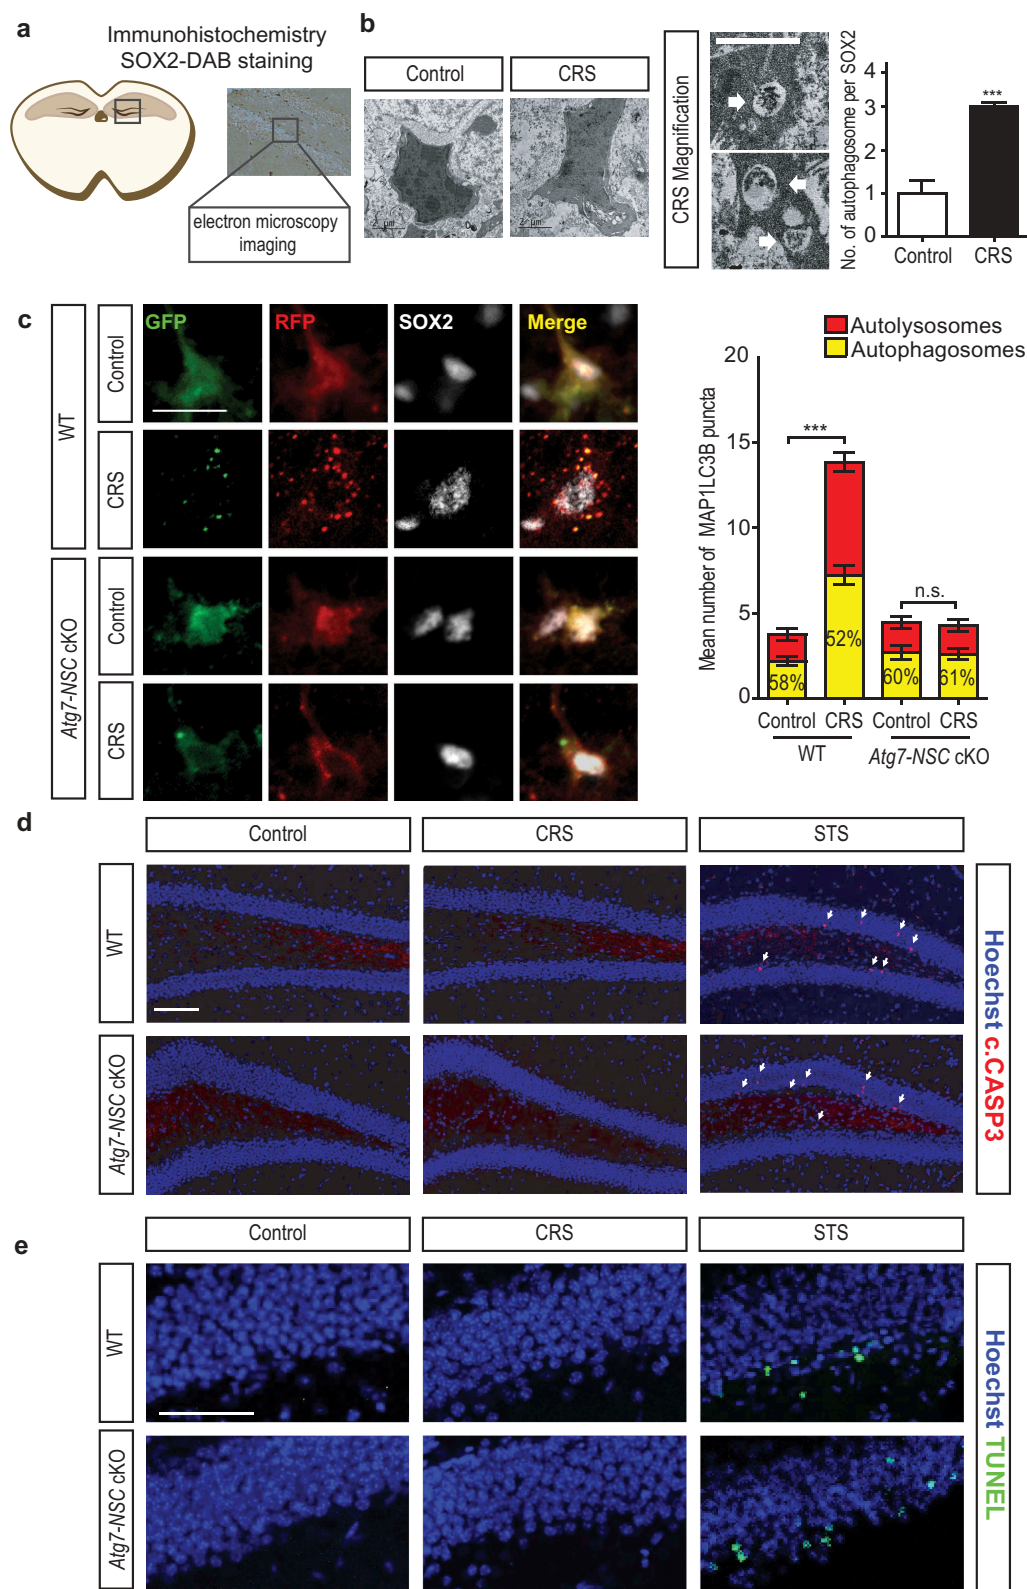 a
Immunohistochemistry
SOX2-DAB staining
electron microscopy
imaging
b
Control
CRS
2 µm
2 µm
CRS Magnification
No. of autophagosome per SOX2
4
3
2
1
0
***
Control
CRS
c
GFP
RFP
SOX2
Merge
WT
Control
CRS
Atg7-NSC cKO
Control
CRS
Autolysosomes
Autophagosomes
Mean number of MAP1LC3B puncta
20
15
10
5
0
***
n.s.
58%
52%
60%
61%
Control
CRS
Control
CRS
WT
Atg7-NSC cKO
d
Control
CRS
STS
WT
Atg7-NSC cKO
Hoechst c.CASP3
e
Control
CRS
STS
WT
Atg7-NSC cKO
Hoechst TUNEL